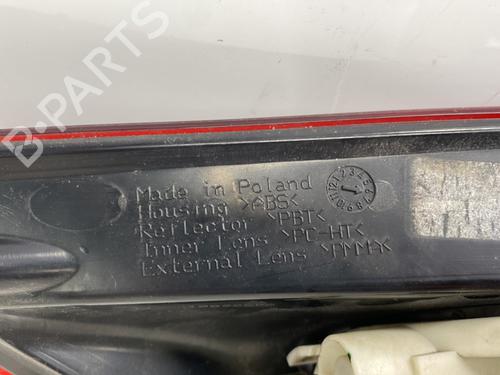 B-PARTS
Made in Poland
Housing >ABS<
Reflector >PBT<
Inner Lens >PC-HT<
External Lens >PMMA<